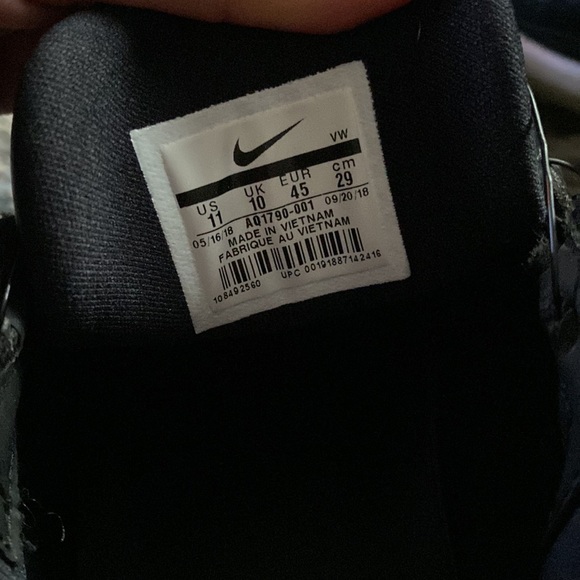 VW
US UK EUR cm
11 10 45 29
05/16/18 AQ1790-001 09/20/18
MADE IN VIETNAM
FABRIQUE AU VIETNAM
108492560 UPC 00191887142416